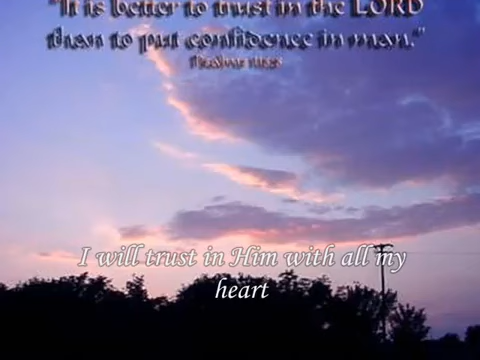 "It is better to trust in the LORD
than to put confidence in man."
I will trust in Him with all my
heart